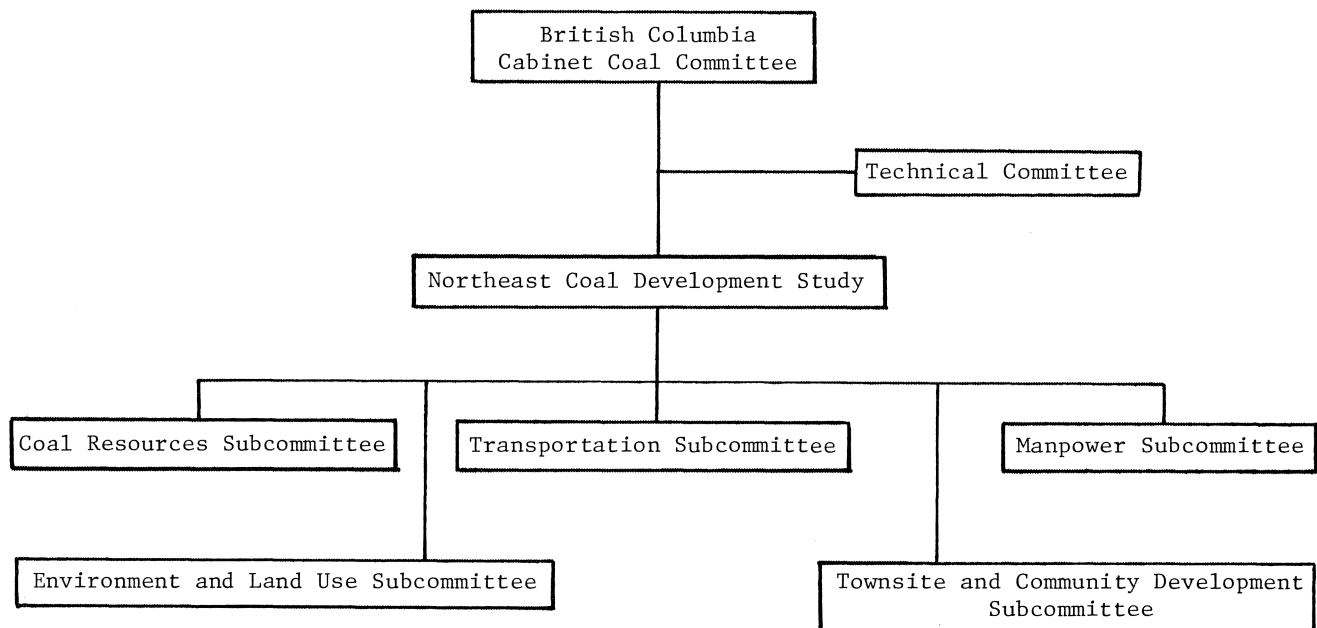 British Columbia
Cabinet Coal Committee
Technical Committee
Northeast Coal Development Study
Coal Resources Subcommittee
Transportation Subcommittee
Manpower Subcommittee
Environment and Land Use Subcommittee
Townsite and Community Development
Subcommittee